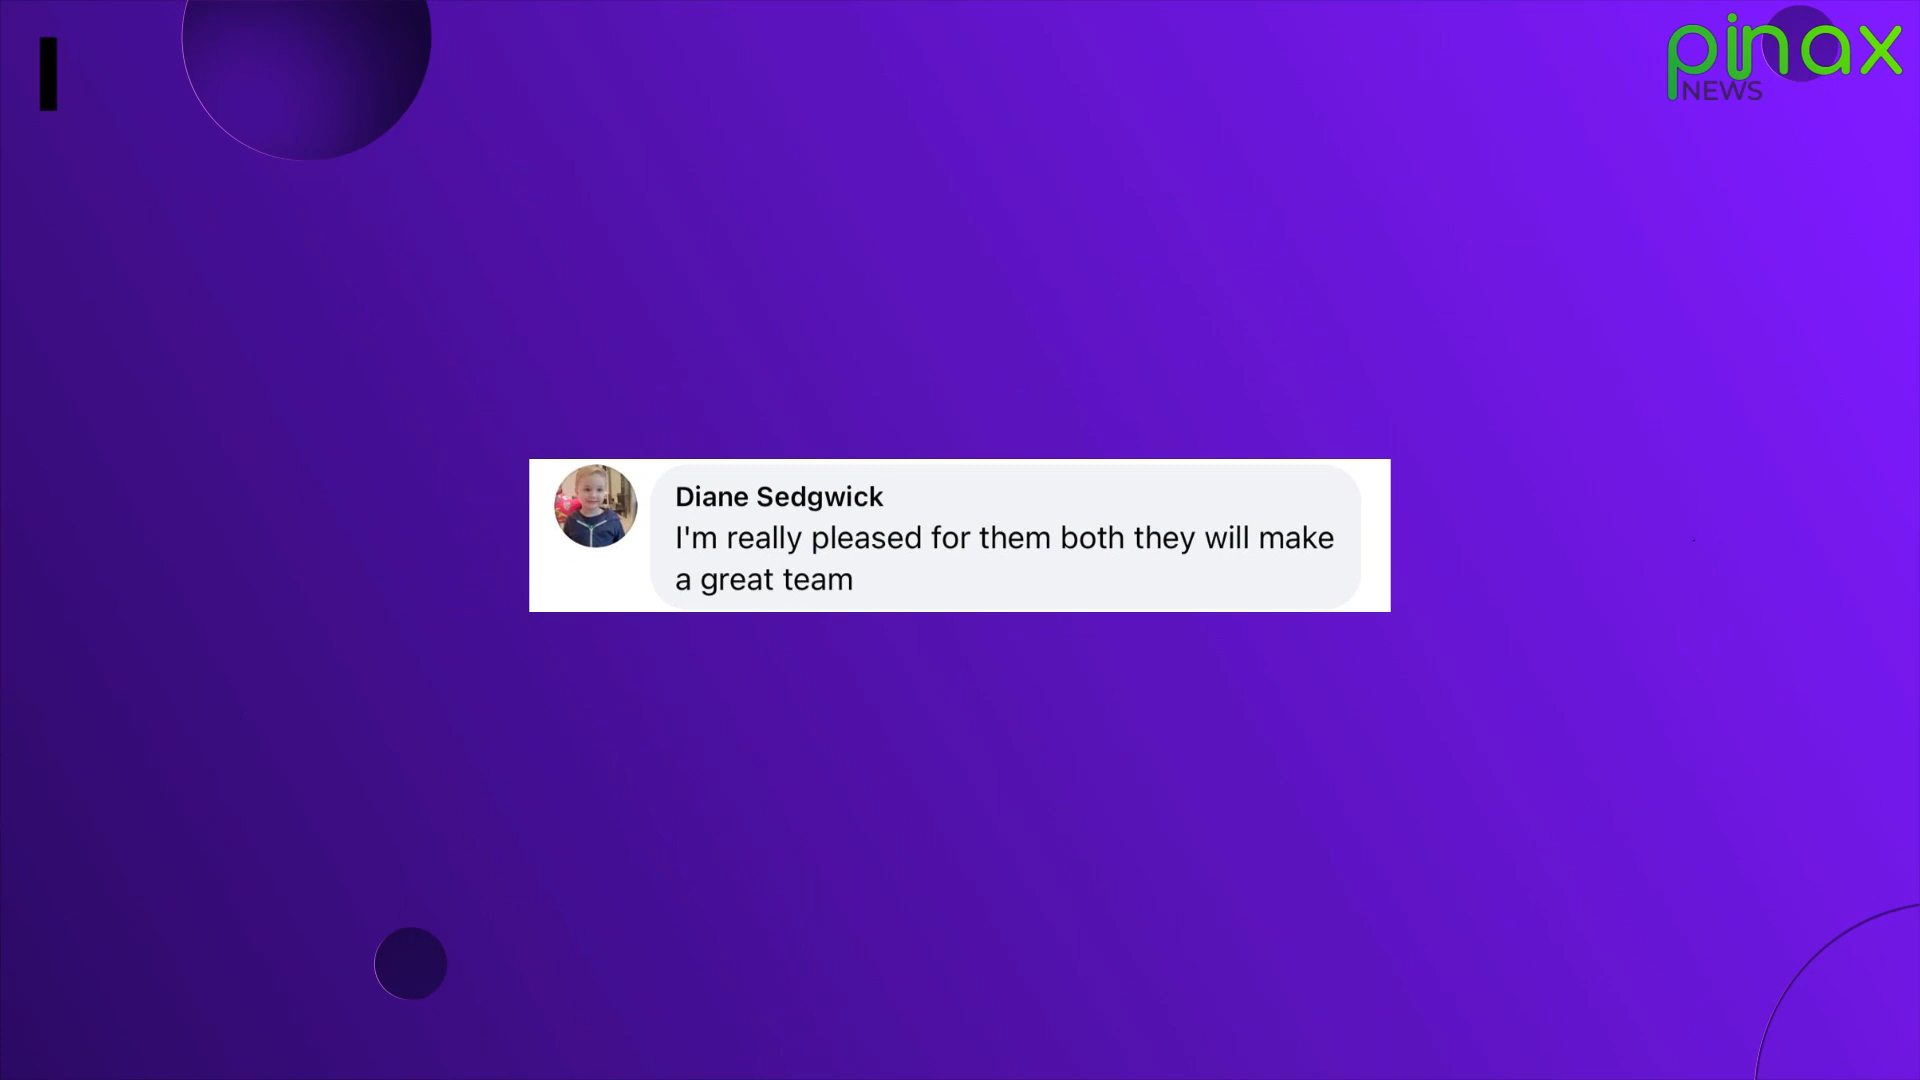 pinax
NEWS
Diane Sedgwick
I'm really pleased for them both they will make
a great team